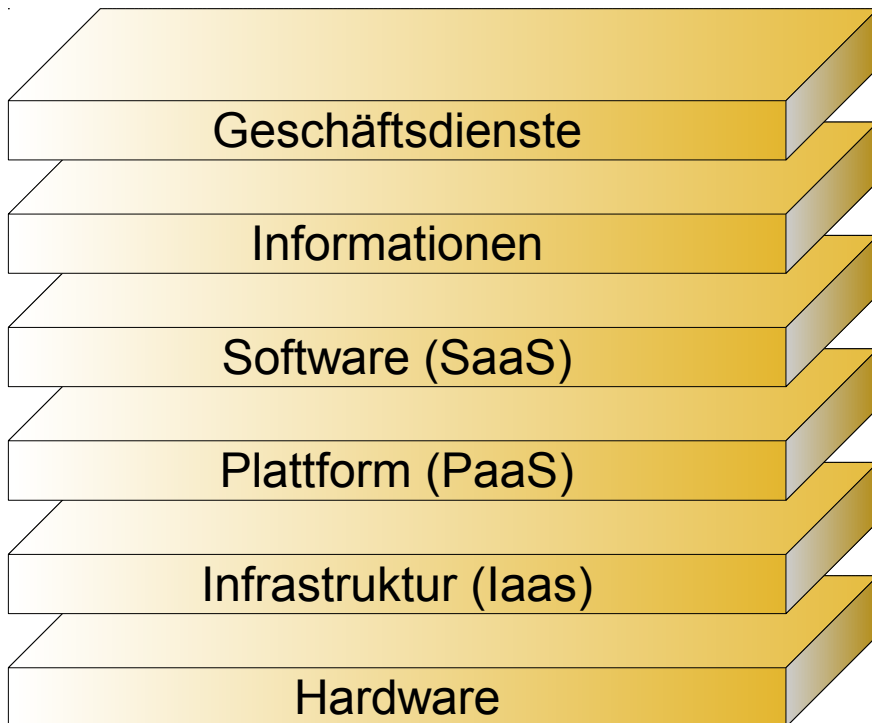 Geschäftsdienste
Informationen
Software (SaaS)
Plattform (PaaS)
Infrastruktur (Iaas)
Hardware